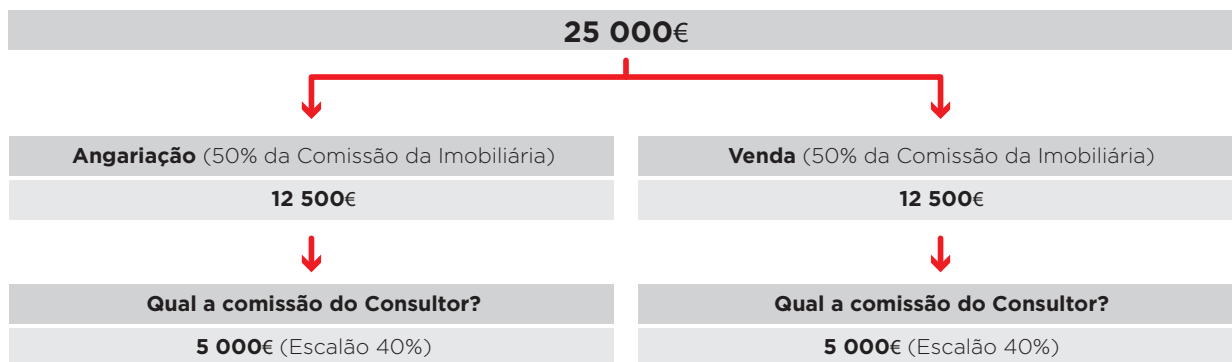 25 000€
Angariação (50% da Comissão da Imobiliária)
12 500€
Qual a comissão do Consultor?
5 000€ (Escalão 40%)
Venda (50% da Comissão da Imobiliária)
12 500€
Qual a comissão do Consultor?
5 000€ (Escalão 40%)